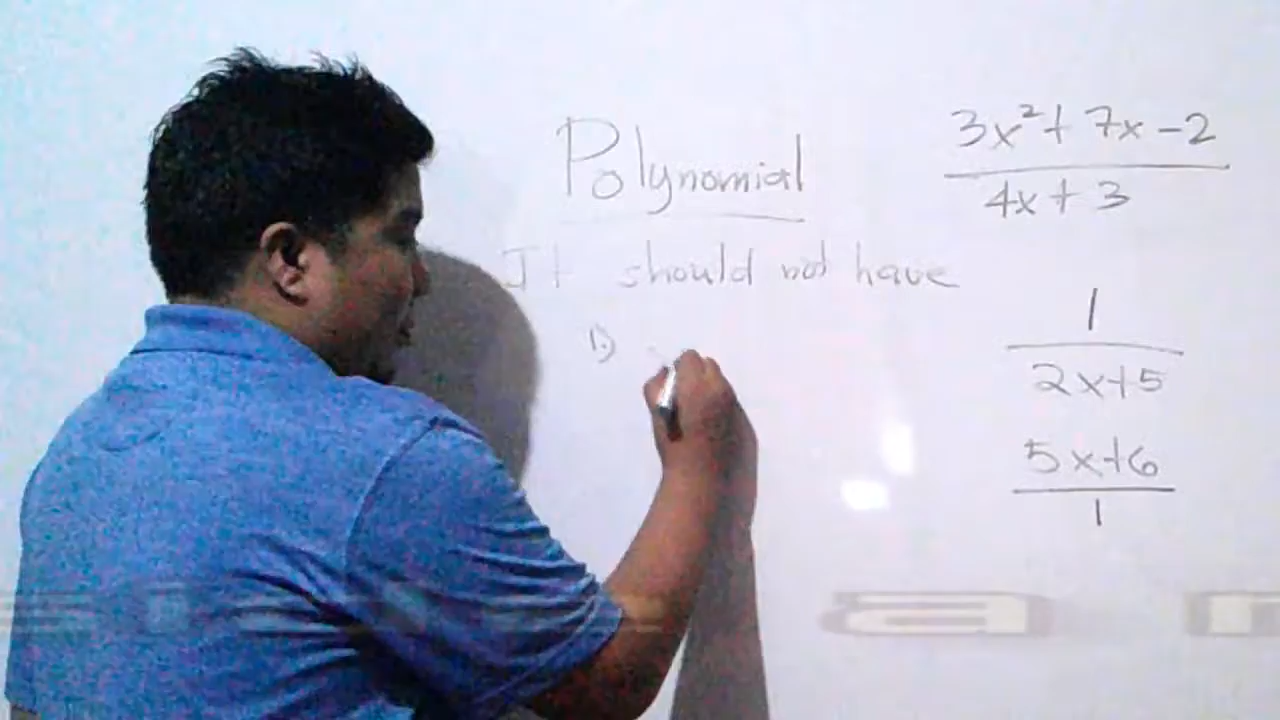 Polynomial
It should not have
1.)
3x²+ 7x - 2
4x + 3
1
2x+5
5x+6
1